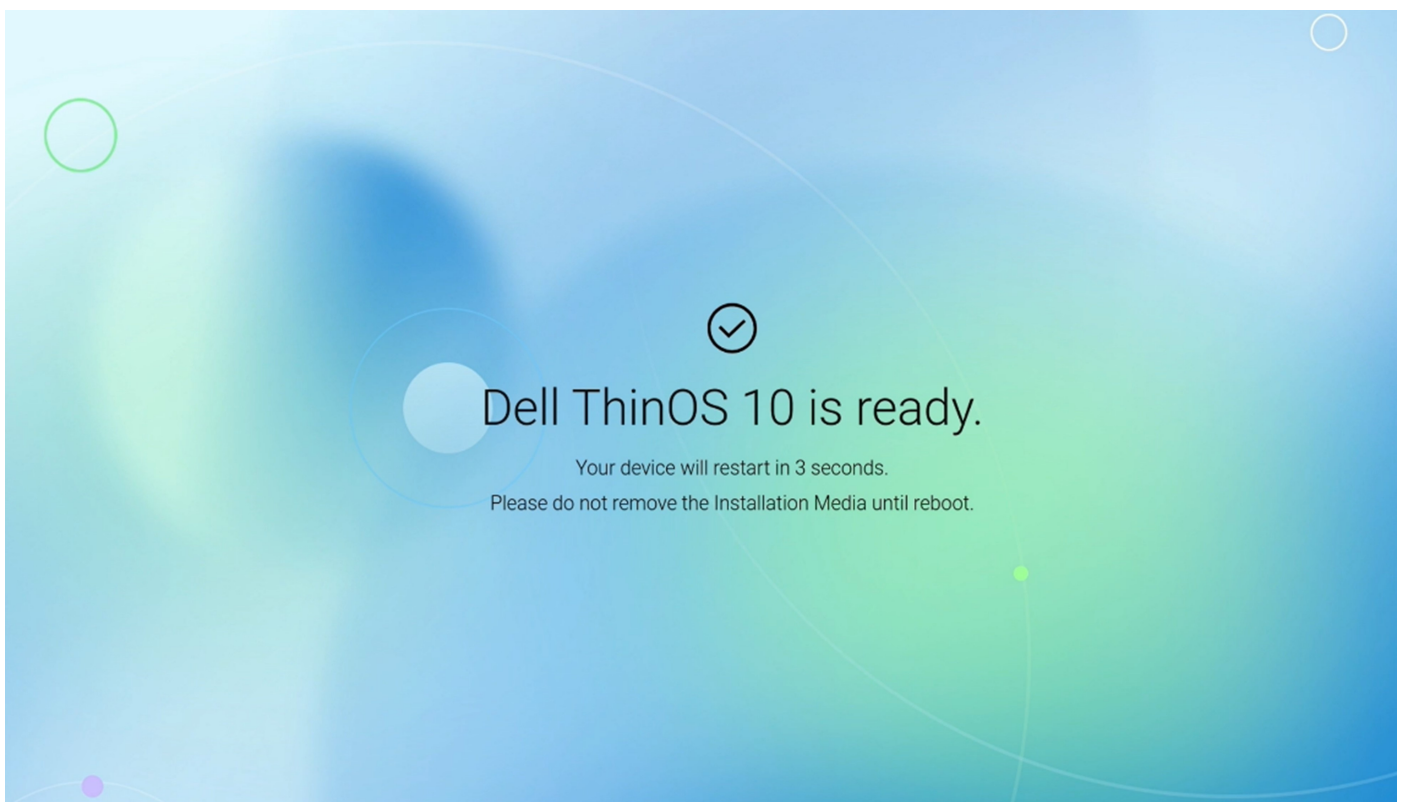 Dell ThinOS 10 is ready.
Your device will restart in 3 seconds.
Please do not remove the Installation Media until reboot.